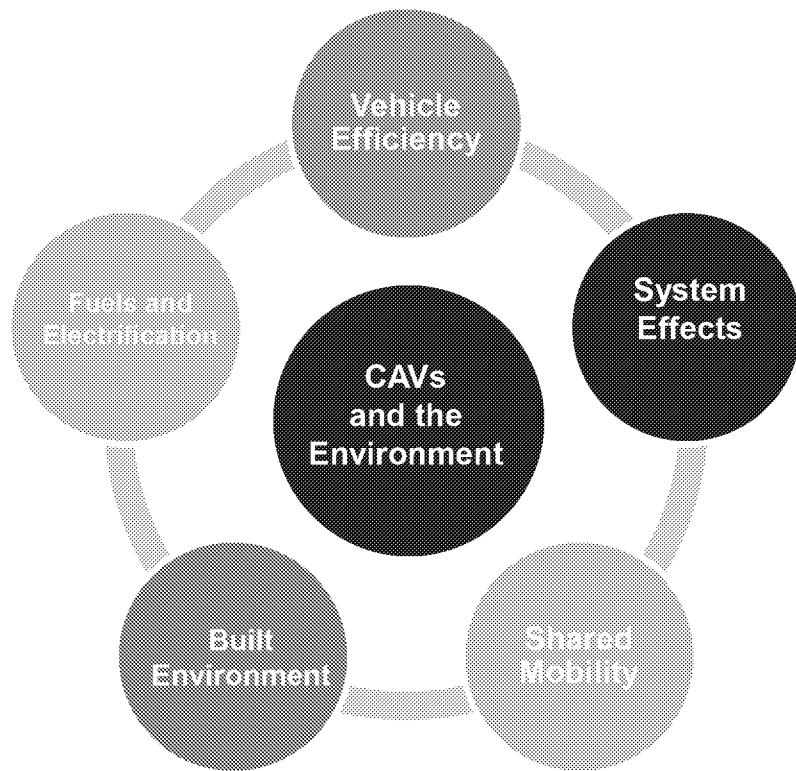 Vehicle
Efficiency
System
Effects
Fuels and
Electrification
CAVs
and the
Environment
Built
Environment
Shared
Mobility